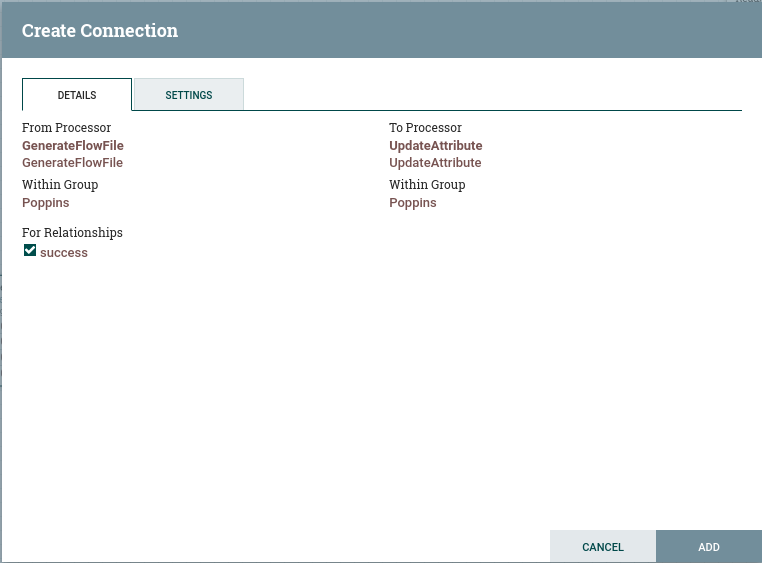 Create Connection
DETAILS
SETTINGS
From Processor
GenerateFlowFile
GenerateFlowFile
Within Group
Poppins
To Processor
UpdateAttribute
UpdateAttribute
Within Group
Poppins
For Relationships
success
CANCEL
ADD